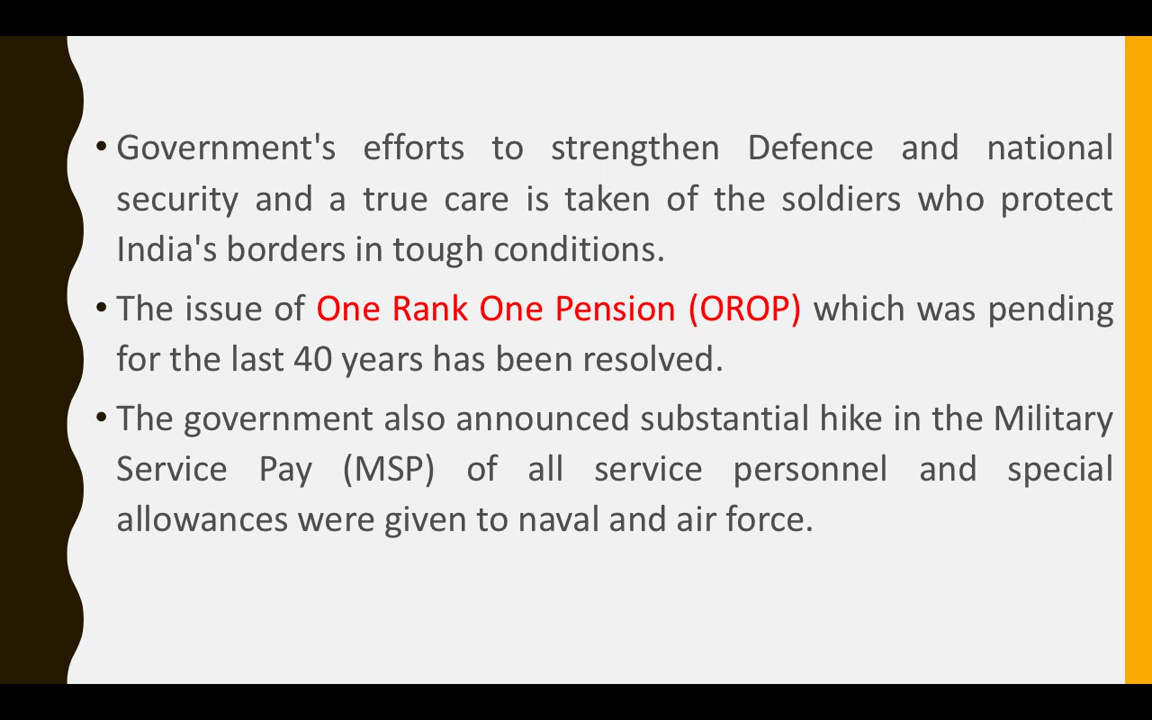 • Government's efforts to strengthen Defence and national
security and a true care is taken of the soldiers who protect
India's borders in tough conditions.
• The issue of One Rank One Pension (OROP) which was pending
for the last 40 years has been resolved.
• The government also announced substantial hike in the Military
Service Pay (MSP) of all service personnel and special
allowances were given to naval and air force.